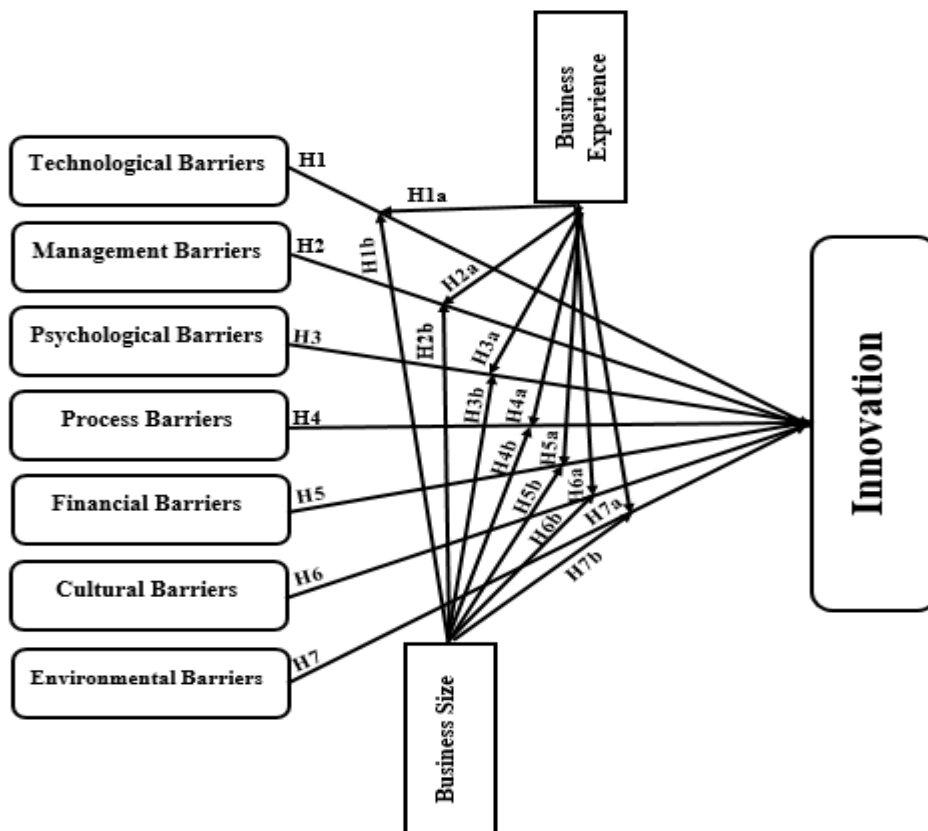 Business
Experience
Technological Barriers
H1
H1a
Management Barriers
H2
H1b
H2a
Psychological Barriers
H3
H2b
H3a
Process Barriers
H4
H3b
H4a
Financial Barriers
H5
H4b
H5a
H5b
H6a
Cultural Barriers
H6
H6b
H7a
H7b
Environmental Barriers
H7
Business Size
Innovation